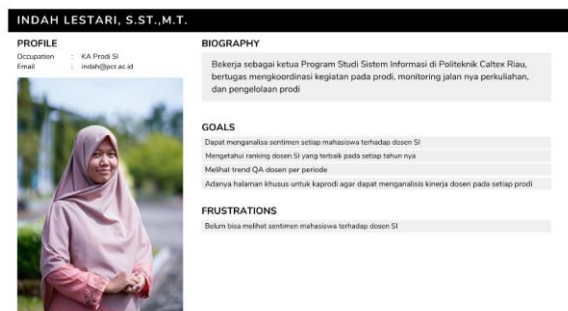 INDAH LESTARI, S.ST.,M.T.
PROFILE
Occupation : KA Prodi SI
Email : indah@pcr.ac.id
BIOGRAPHY
Bekerja sebagai ketua Program Studi Sistem Informasi di Politeknik Caltex Riau,
bertugas mengkoordinasi kegiatan pada prodi, monitoring jalan nya perkuliahan,
dan pengelolaan prodi
GOALS
Dapat menganalisa sentimen setiap mahasiswa terhadap dosen SI
Mengetahui ranking dosen SI yang terbaik pada setiap tahun nya
Melihat trend QA dosen per periode
Adanya halaman khusus untuk kaprodi agar dapat menganalisis kinerja dosen pada setiap prodi
FRUSTRATIONS
Belum bisa melihat sentimen mahasiswa terhadap dosen SI